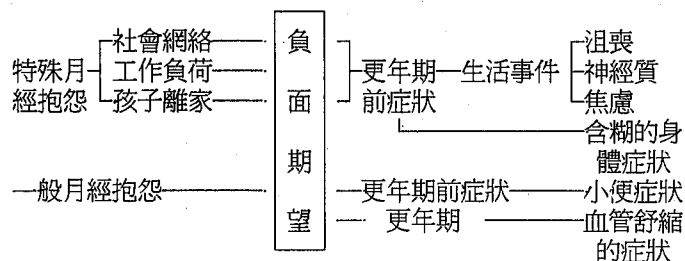 社會網絡
特殊月 工作負荷
經抱怨 孩子離家
負面期望
更年期 生活事件
前症狀
沮喪
神經質
焦慮
含糊的身
體症狀
一般月經抱怨
更年期前症狀 小便症狀
更年期 血管舒縮
的症狀